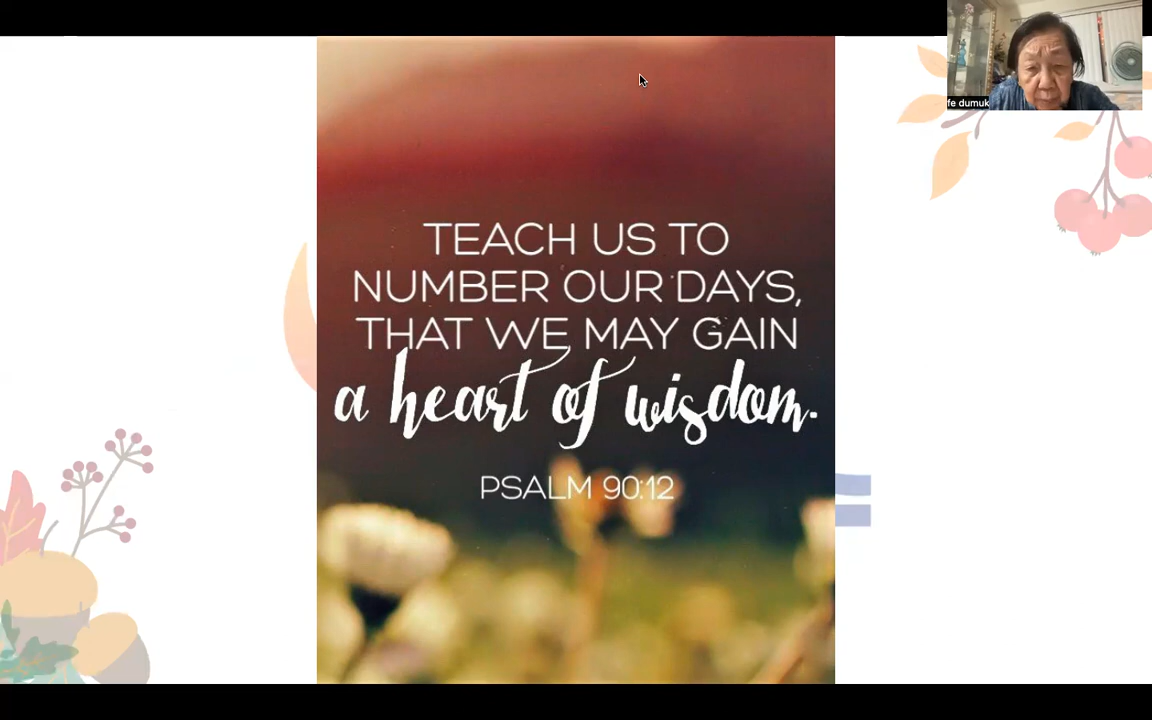 fe dumuk
TEACH US TO
NUMBER OUR DAYS,
THAT WE MAY GAIN
a heart of wisdom.
PSALM 90:12